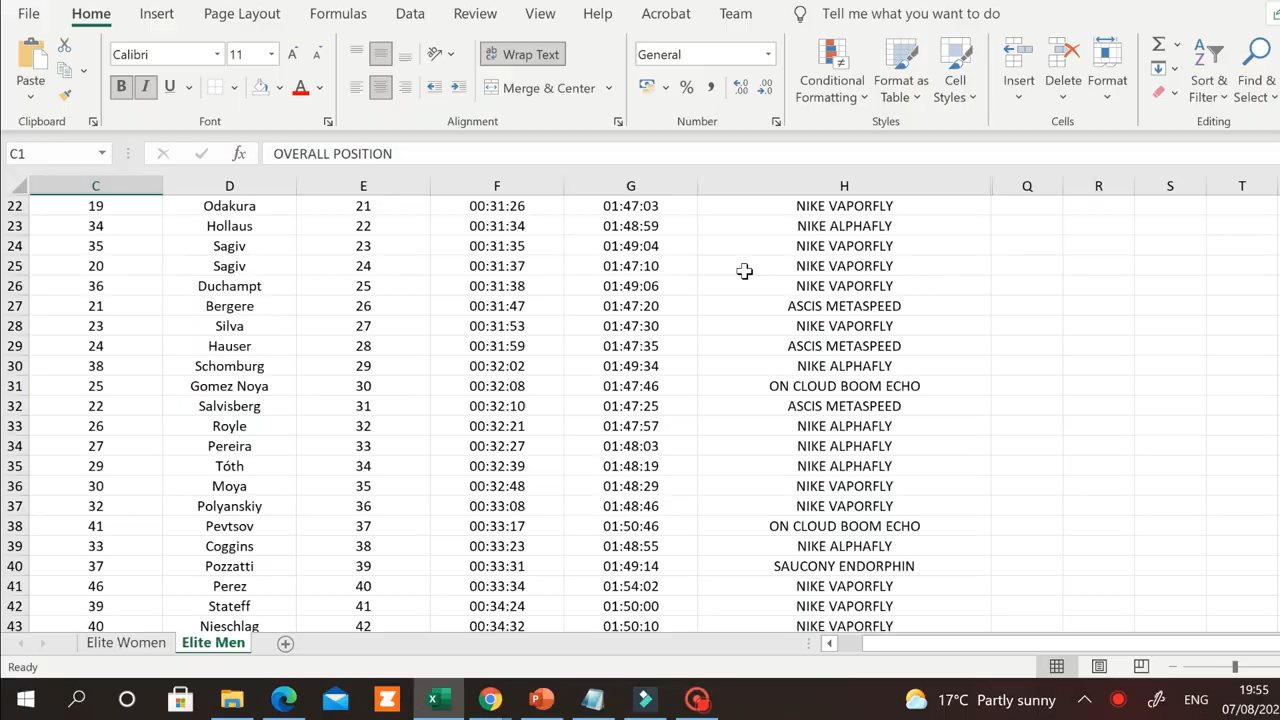 File Home Insert Page Layout Formulas Data Review View Help Acrobat Team Tell me what you want to do
Paste Calibri 11 Wrap Text General Conditional Formatting Format as Table Cell Styles Insert Delete Format Sort & Filter Find & Select
B I U Merge & Center
Clipboard Font Alignment Number Styles Cells Editing
C1 fx OVERALL POSITION
C D E F G H Q R S T
22 19 Odakura 21 00:31:26 01:47:03 NIKE VAPORFLY
23 34 Hollaus 22 00:31:34 01:48:59 NIKE ALPHAFLY
24 35 Sagiv 23 00:31:35 01:49:04 NIKE VAPORFLY
25 20 Sagiv 24 00:31:37 01:47:10 NIKE VAPORFLY
26 36 Duchampt 25 00:31:38 01:49:06 NIKE VAPORFLY
27 21 Bergere 26 00:31:47 01:47:20 ASCIS METASPEED
28 23 Silva 27 00:31:53 01:47:30 NIKE VAPORFLY
29 24 Hauser 28 00:31:59 01:47:35 ASCIS METASPEED
30 38 Schomburg 29 00:32:02 01:49:34 NIKE ALPHAFLY
31 25 Gomez Noya 30 00:32:08 01:47:46 ON CLOUD BOOM ECHO
32 22 Salvisberg 31 00:32:10 01:47:25 ASCIS METASPEED
33 26 Royle 32 00:32:21 01:47:57 NIKE ALPHAFLY
34 27 Pereira 33 00:32:27 01:48:03 NIKE ALPHAFLY
35 29 Tóth 34 00:32:39 01:48:19 NIKE ALPHAFLY
36 30 Moya 35 00:32:48 01:48:29 NIKE VAPORFLY
37 32 Polyanskiy 36 00:33:08 01:48:46 NIKE VAPORFLY
38 41 Pevtsov 37 00:33:17 01:50:46 ON CLOUD BOOM ECHO
39 33 Coggins 38 00:33:23 01:48:55 NIKE ALPHAFLY
40 37 Pozzatti 39 00:33:31 01:49:14 SAUCONY ENDORPHIN
41 46 Perez 40 00:33:34 01:54:02 NIKE VAPORFLY
42 39 Stateff 41 00:34:24 01:50:00 NIKE VAPORFLY
43 40 Nieschlag 42 00:34:32 01:50:10 NIKE VAPORFLY
Elite Women Elite Men
Ready
17°C Partly sunny ENG 19:55
07/08/202